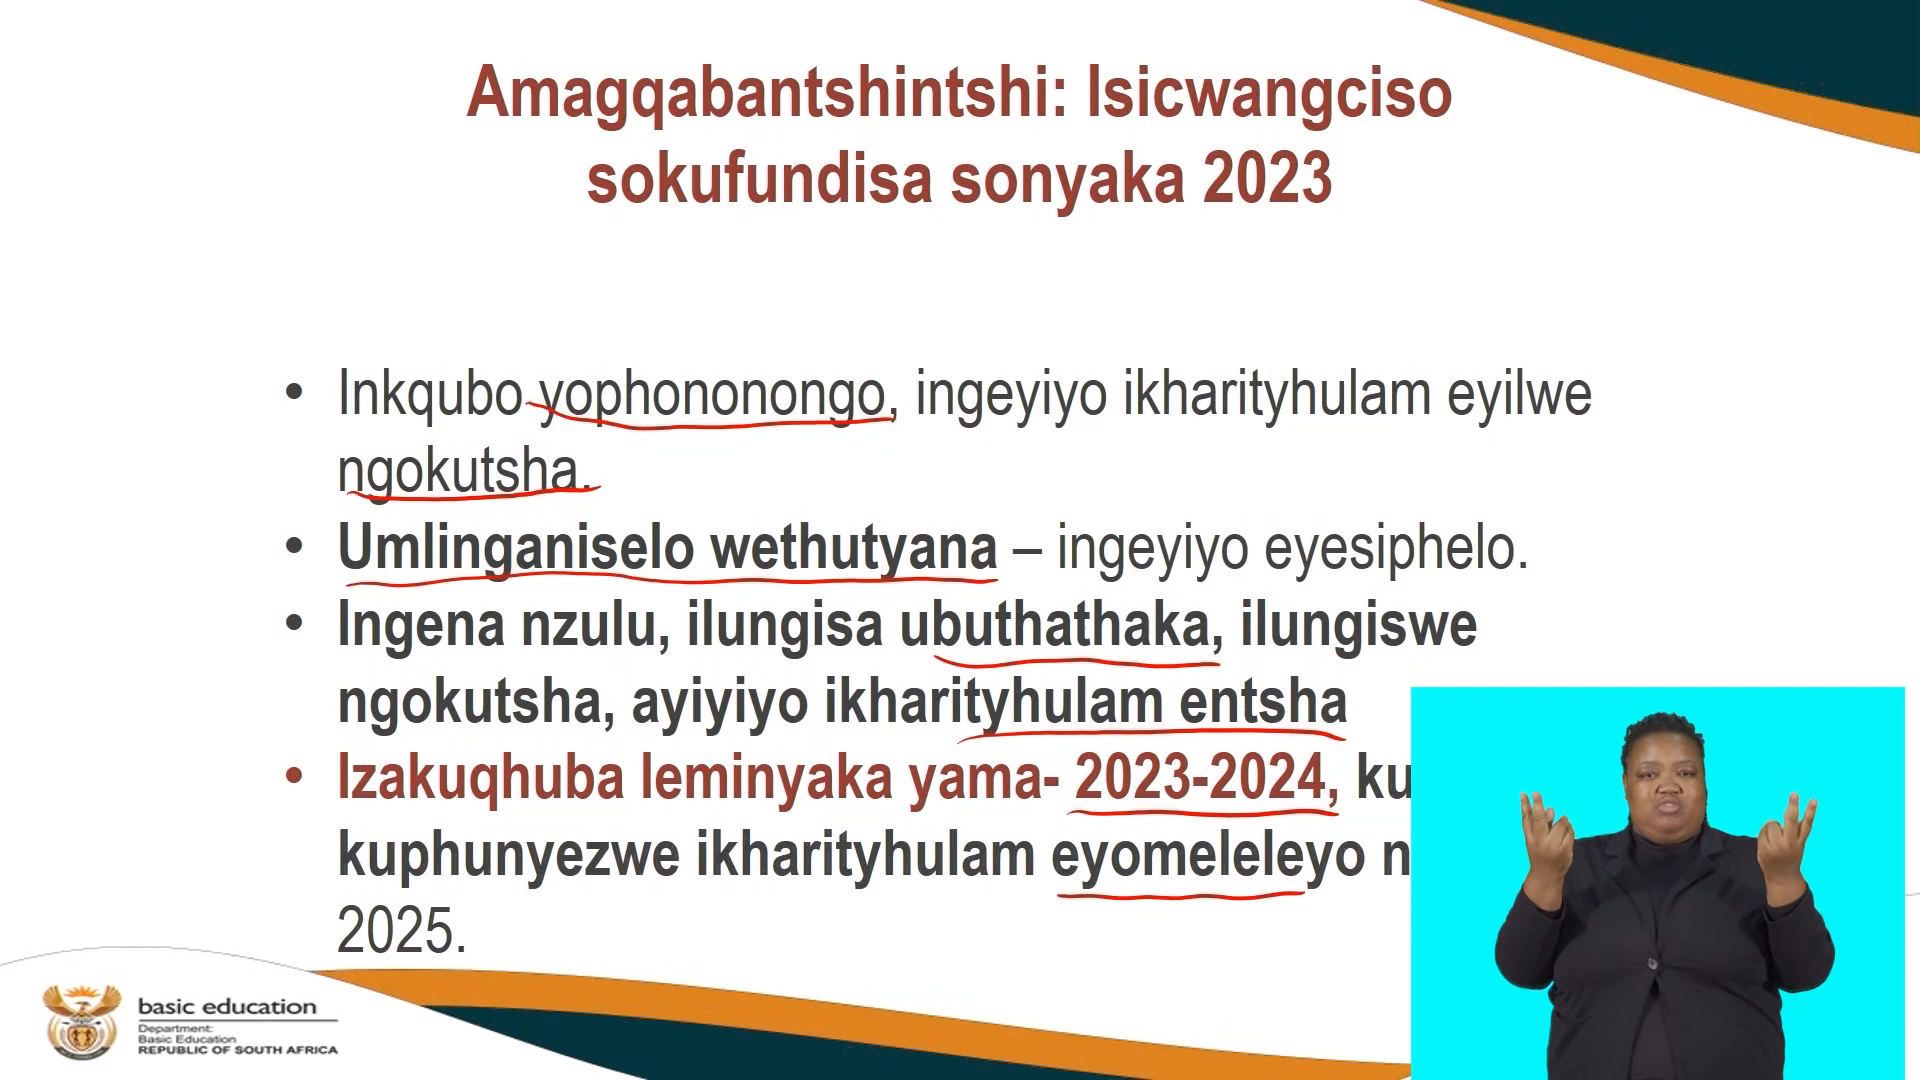 Amagqabantshintshi: Isicwangciso
sokufundisa sonyaka 2023
• Inkqubo yophononongo, ingeyiyo ikharityhulam eyilwe
ngokutsha.
• Umlinganiselo wethutyana – ingeyiyo eyesiphelo.
• Ingena nzulu, ilungisa ubuthathaka, ilungiswe
ngokutsha, ayiyiyo ikharityhulam entsha
• Izakuqhuba leminyaka yama- 2023-2024,
kuphunyezwe ikharityhulam eyomeleleyo
2025.
basic education
Department:
Basic Education
REPUBLIC OF SOUTH AFRICA